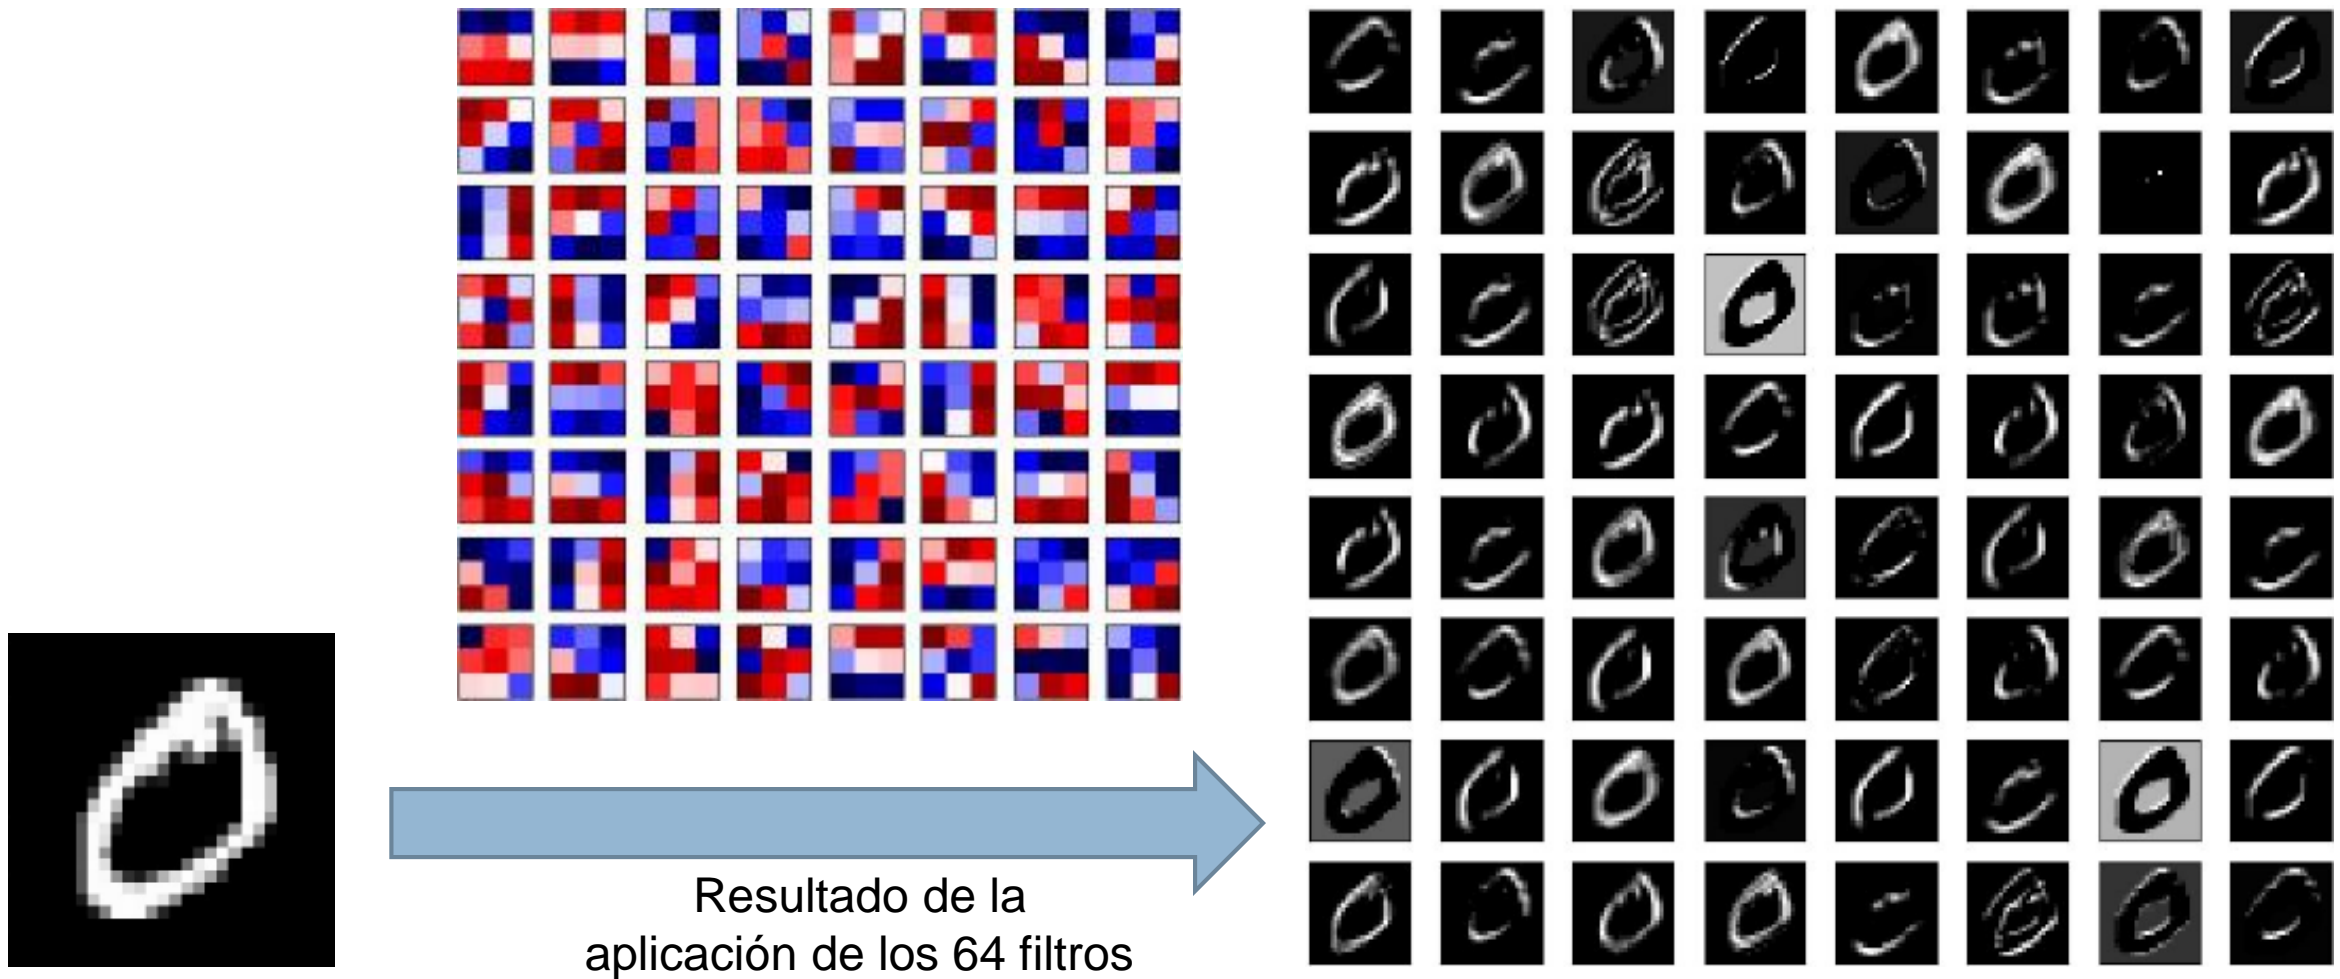 Resultado de la
aplicación de los 64 filtros